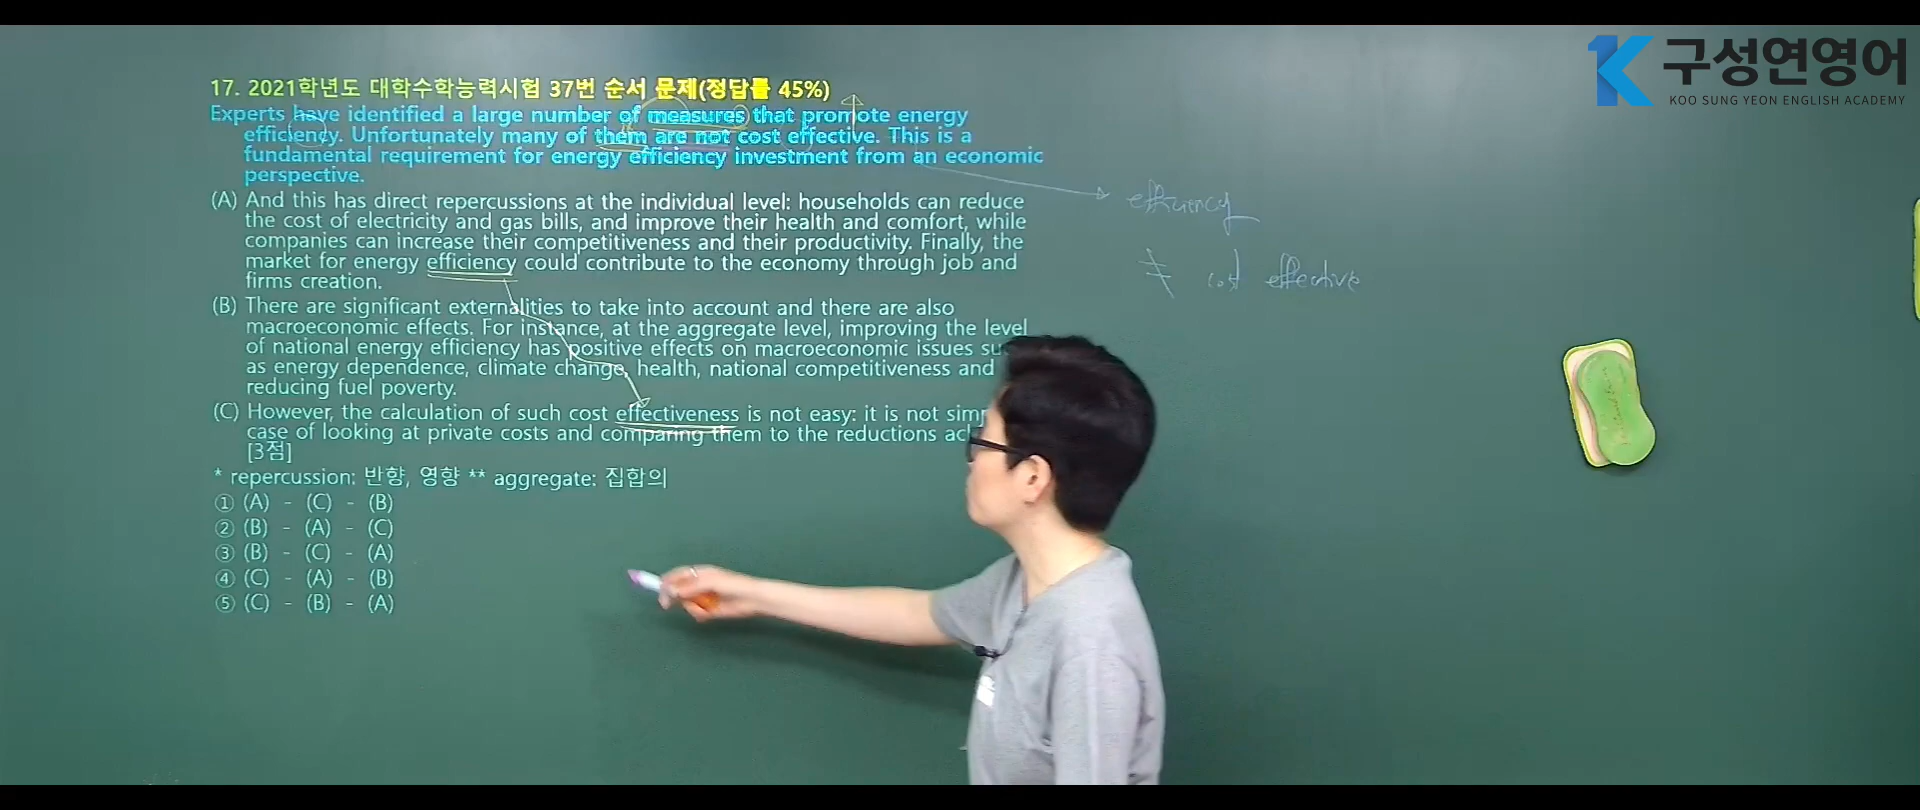 구성연영어
KOO SUNG YEON ENGLISH ACADEMY
17. 2021학년도 대학수학능력시험 37번 순서 문제(정답률 45%)
Experts have identified a large number of measures that promote energy
efficiency. Unfortunately many of them are not cost effective. This is a
fundamental requirement for energy efficiency investment from an economic
perspective.
(A) And this has direct repercussions at the individual level: households can reduce
the cost of electricity and gas bills, and improve their health and comfort, while
companies can increase their competitiveness and their productivity. Finally, the
market for energy efficiency could contribute to the economy through job and
firms creation.
(B) There are significant externalities to take into account and there are also
macroeconomic effects. For instance, at the aggregate level, improving the level
of national energy efficiency has positive effects on macroeconomic issues
as energy dependence, climate change, health, national competitiveness and
reducing fuel poverty.
(C) However, the calculation of such cost effectiveness is not easy: it is not
case of looking at private costs and comparing them to the reductions
[3점]
* repercussion: 반향, 영향 ** aggregate: 집합의
① (A) - (C) - (B)
② (B) - (A) - (C)
③ (B) - (C) - (A)
④ (C) - (A) - (B)
⑤ (C) - (B) - (A)
efficiency
≠ cost effective